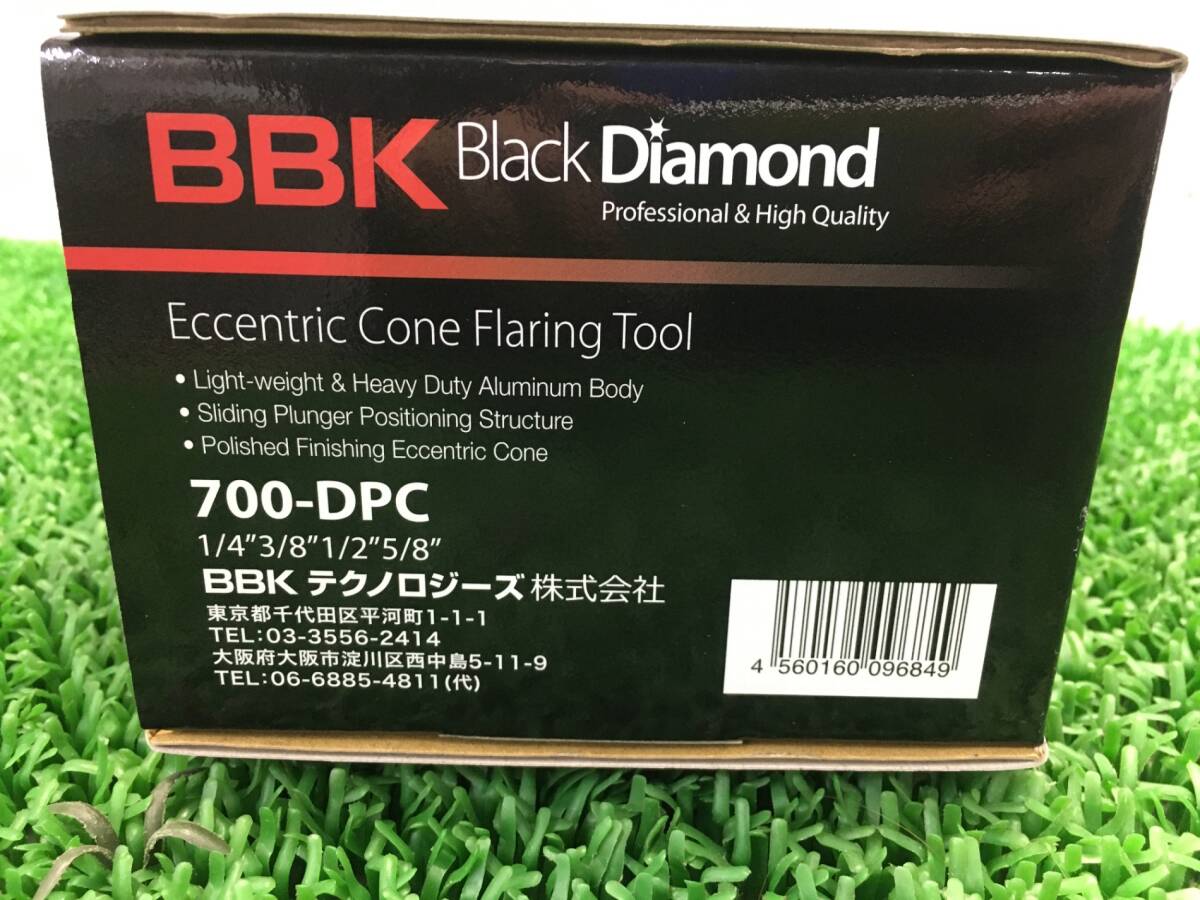 BBK Black Diamond
Professional & High Quality
Eccentric Cone Flaring Tool
• Light-weight & Heavy Duty Aluminum Body
• Sliding Plunger Positioning Structure
• Polished Finishing Eccentric Cone
700-DPC
1/4”3/8”1/2”5/8”
BBK テクノロジーズ株式会社
東京都千代田区平河町1-1-1
TEL:03-3556-2414
大阪府大阪市淀川区西中島5-11-9
TEL:06-6885-4811(代)
4 560160 096849